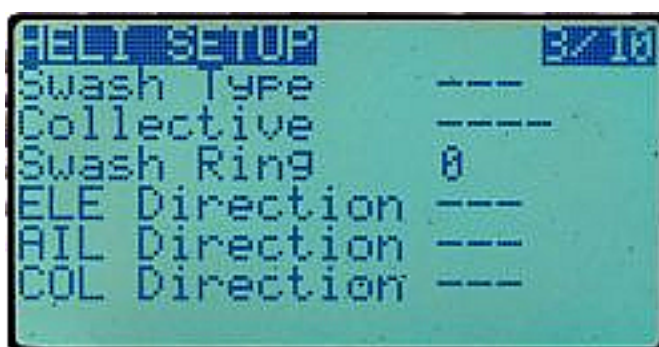 HELI SETUP 3/10
Swash Type ---
Collective ----
Swash Ring 0
ELE Direction ---
AIL Direction ---
COL Direction ---